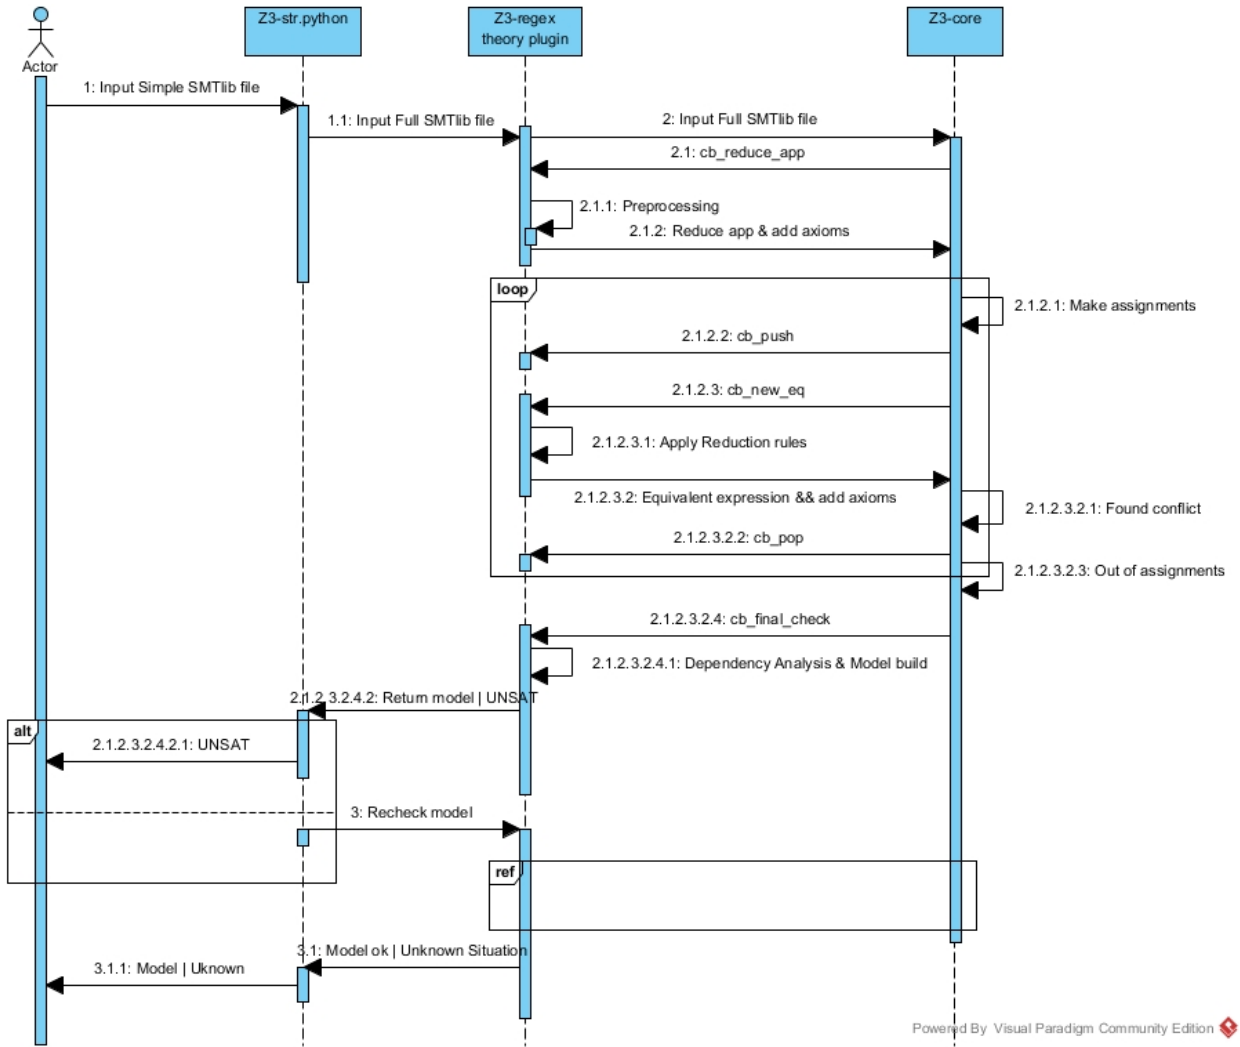 Z3-str.python
Z3-regex
theory plugin
Z3-core
Actor
1: Input Simple SMTlib file
1.1: Input Full SMTlib file
2: Input Full SMTlib file
2.1: cb_reduce_app
2.1.1: Preprocessing
2.1.2: Reduce app & add axioms
loop
2.1.2.1: Make assignments
2.1.2.2: cb_push
2.1.2.3: cb_new_eq
2.1.2.3.1: Apply Reduction rules
2.1.2.3.2: Equivalent expression && add axioms
2.1.2.3.2.1: Found conflict
2.1.2.3.2.2: cb_pop
2.1.2.3.2.3: Out of assignments
2.1.2.3.2.4: cb_final_check
2.1.2.3.2.4.1: Dependency Analysis & Model build
2.1.2.3.2.4.2: Return model | UNSAT
alt
2.1.2.3.2.4.2.1: UNSAT
3: Recheck model
ref
3.1: Model ok | Unknown Situation
3.1.1: Model | Uknown
Powered By Visual Paradigm Community Edition